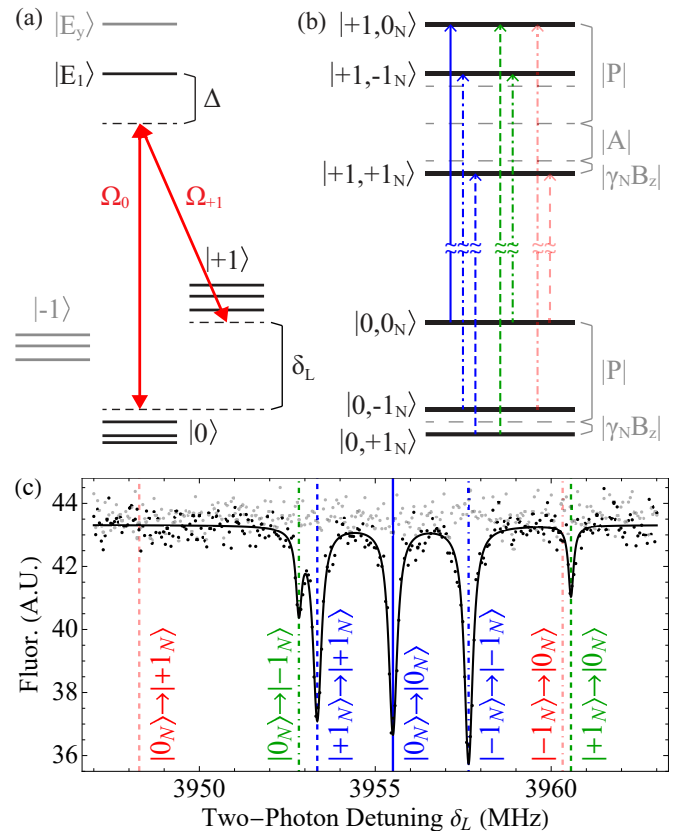 (a)
|E_y⟩
|E_1⟩
Δ
Ω_0
Ω_{+1}
|+1⟩
|-1⟩
δ_L
|0⟩
(b)
|+1,0_N⟩
|+1,-1_N⟩
|+1,+1_N⟩
|P|
|A|
|γ_N B_z|
|0,0_N⟩
|0,-1_N⟩
|0,+1_N⟩
|P|
|γ_N B_z|
(c)
44
42
40
38
36
Fluor. (A.U.)
|0_N⟩→|+1_N⟩
|0_N⟩→|-1_N⟩
|+1_N⟩→|+1_N⟩
|0_N⟩→|0_N⟩
|-1_N⟩→|-1_N⟩
|-1_N⟩→|0_N⟩
|+1_N⟩→|0_N⟩
3950 3955 3960
Two-Photon Detuning δ_L (MHz)